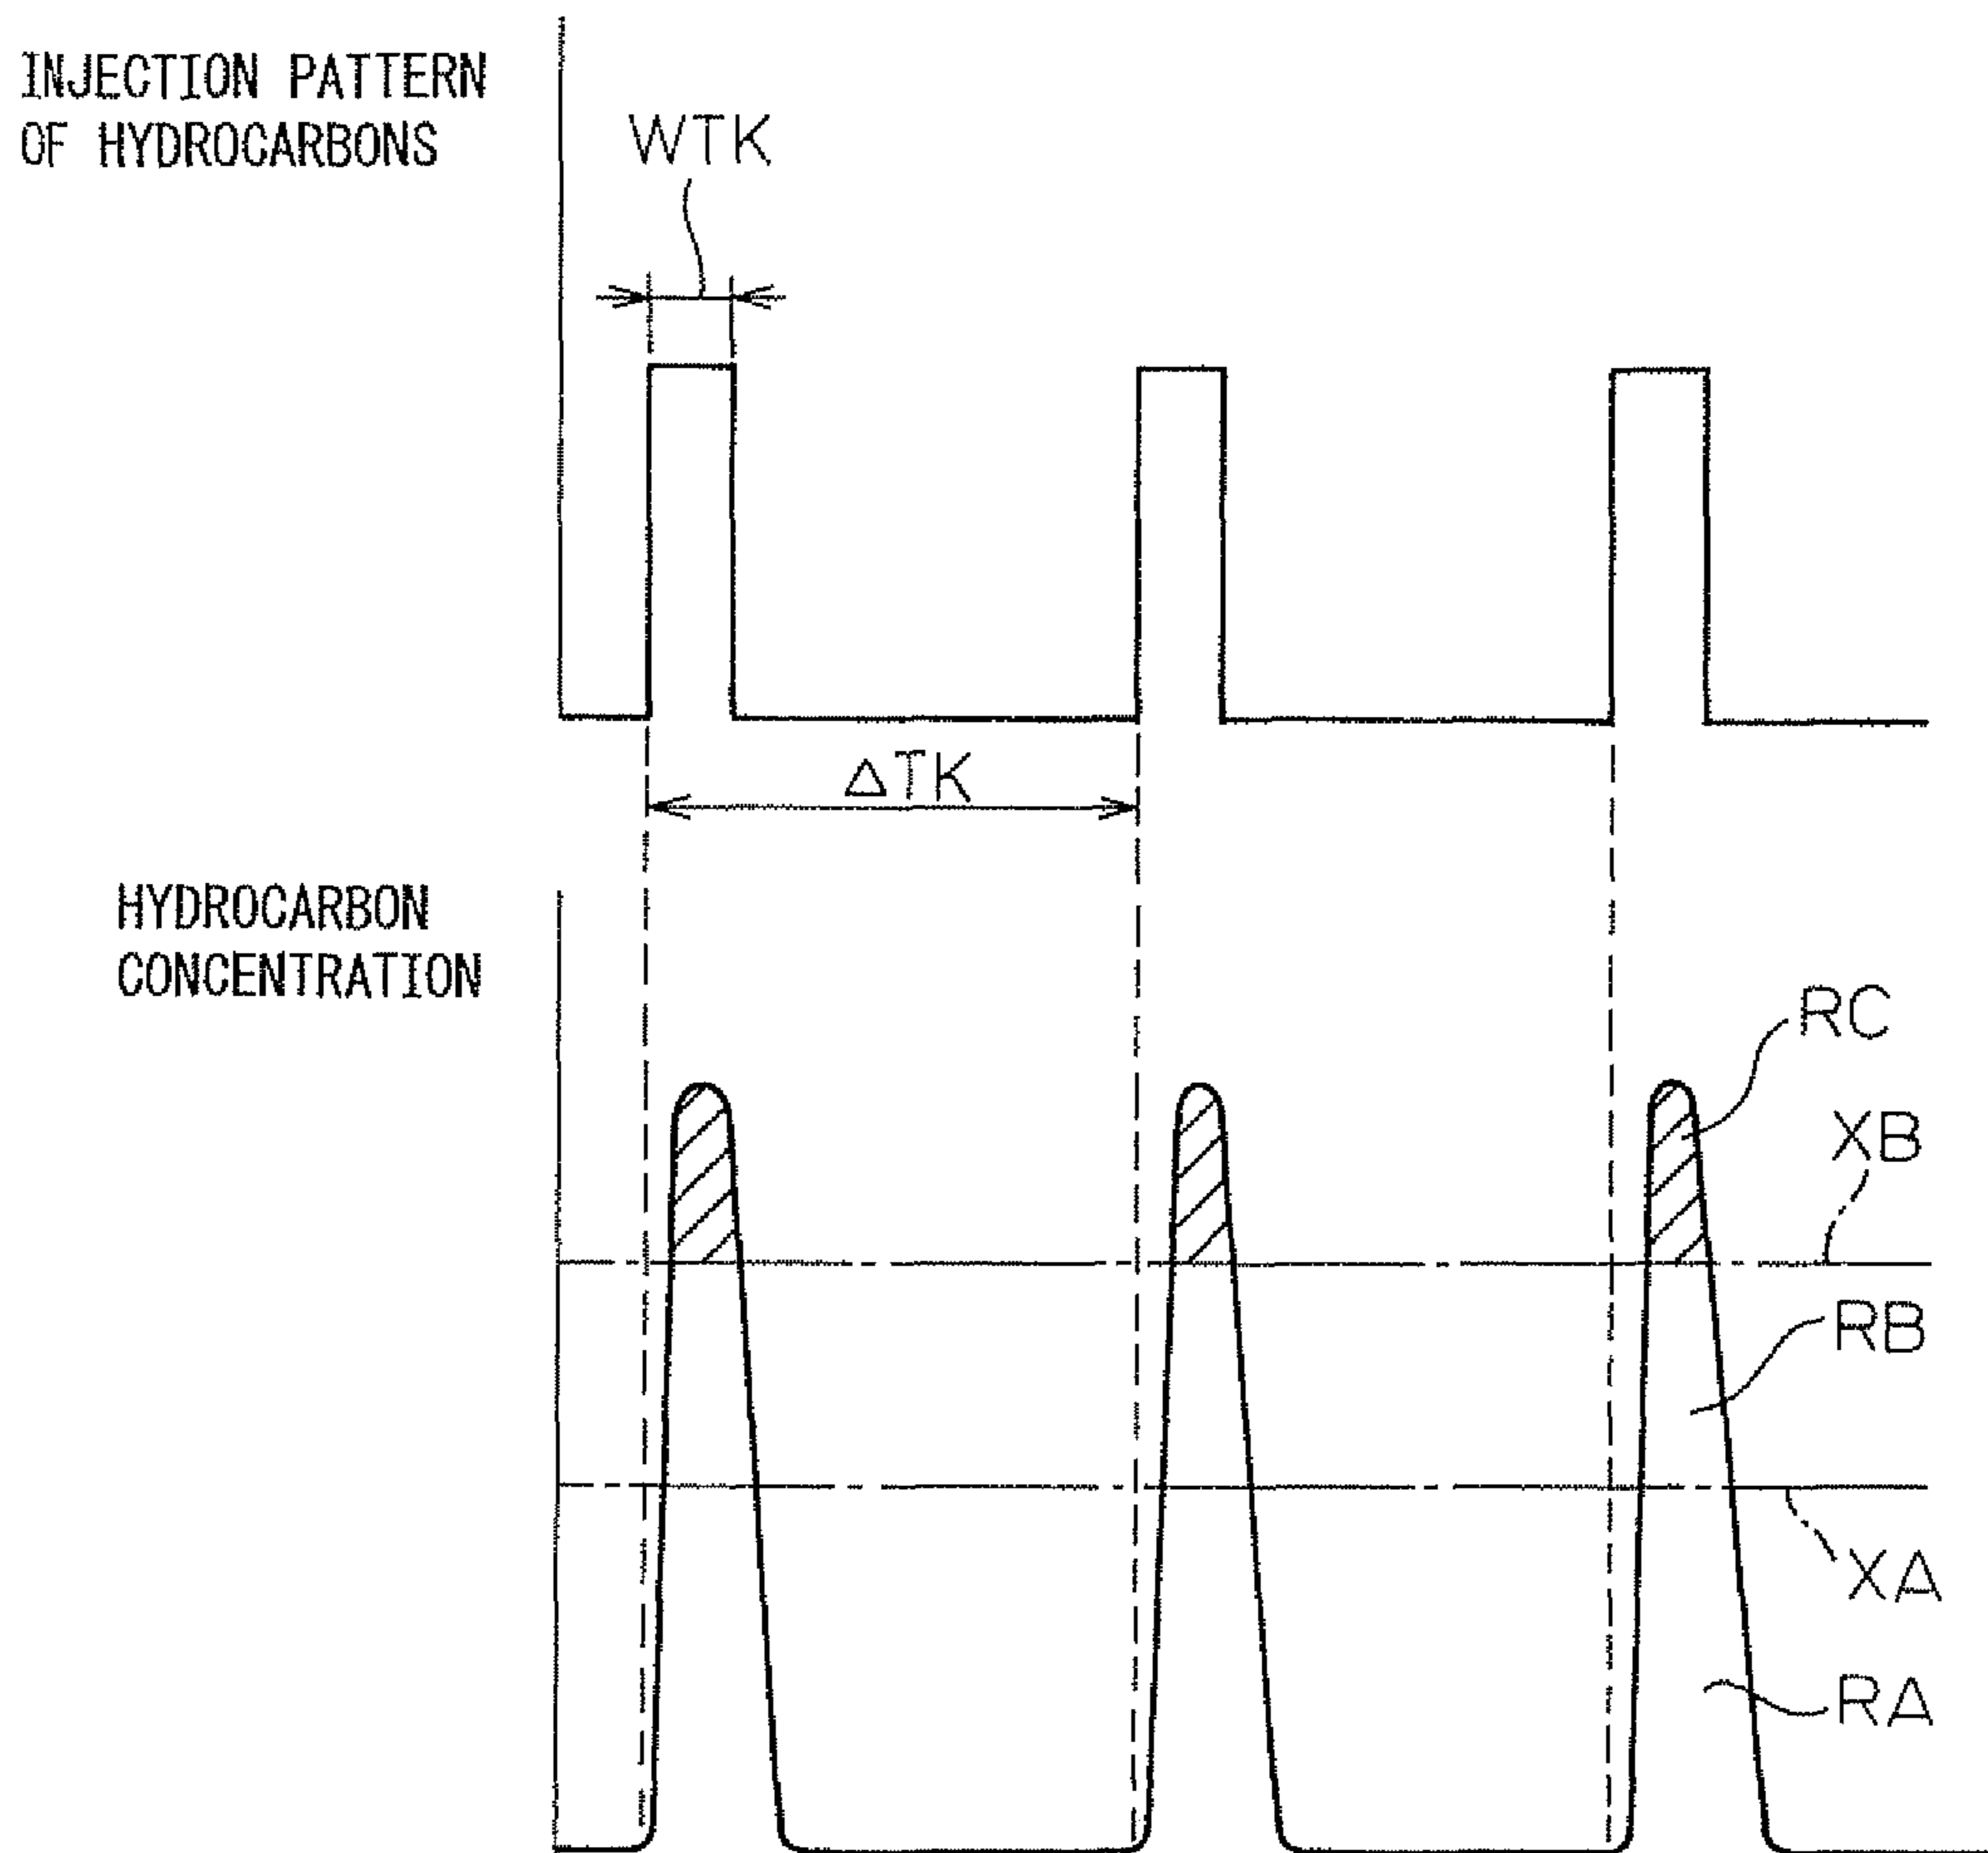 INJECTION PATTERN
OF HYDROCARBONS
WTK
ΔTK
HYDROCARBON
CONCENTRATION
RC
XB
RB
XA
RA